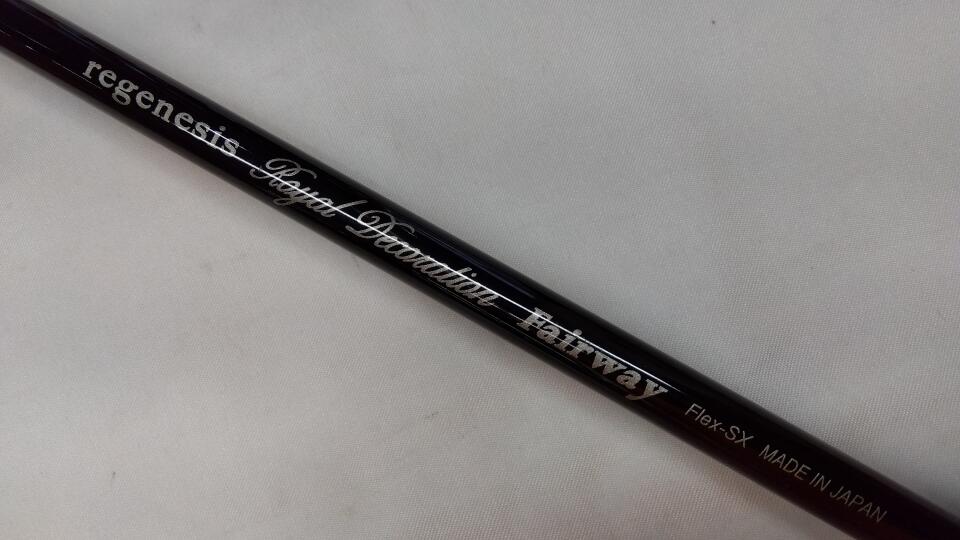 regenesis Royal Decoration Fairway Flex-SX MADE IN JAPAN